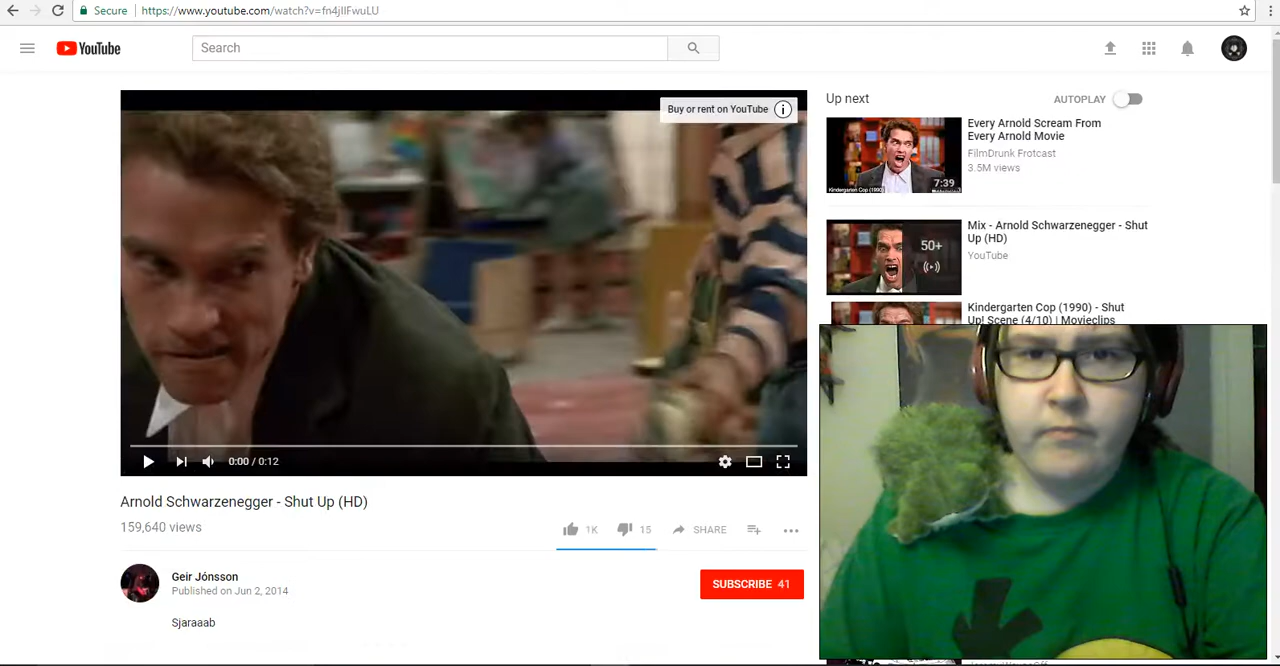 Secure
https://www.youtube.com/watch?v=fn4jIlFwuLU
YouTube
Search
Buy or rent on YouTube
0:00 / 0:12
Arnold Schwarzenegger - Shut Up (HD)
159,640 views
1K
15
SHARE
Geir Jónsson
Published on Jun 2, 2014
SUBSCRIBE 41
Sjaraaab
Up next
AUTOPLAY
Every Arnold Scream From
Every Arnold Movie
FilmDrunk Frotcast
3.5M views
Kindergarten Cop (1990)
7:39
Mix - Arnold Schwarzenegger - Shut
Up (HD)
YouTube
50+
Kindergarten Cop (1990) - Shut
Up! Scene (4/10) | Movieclips